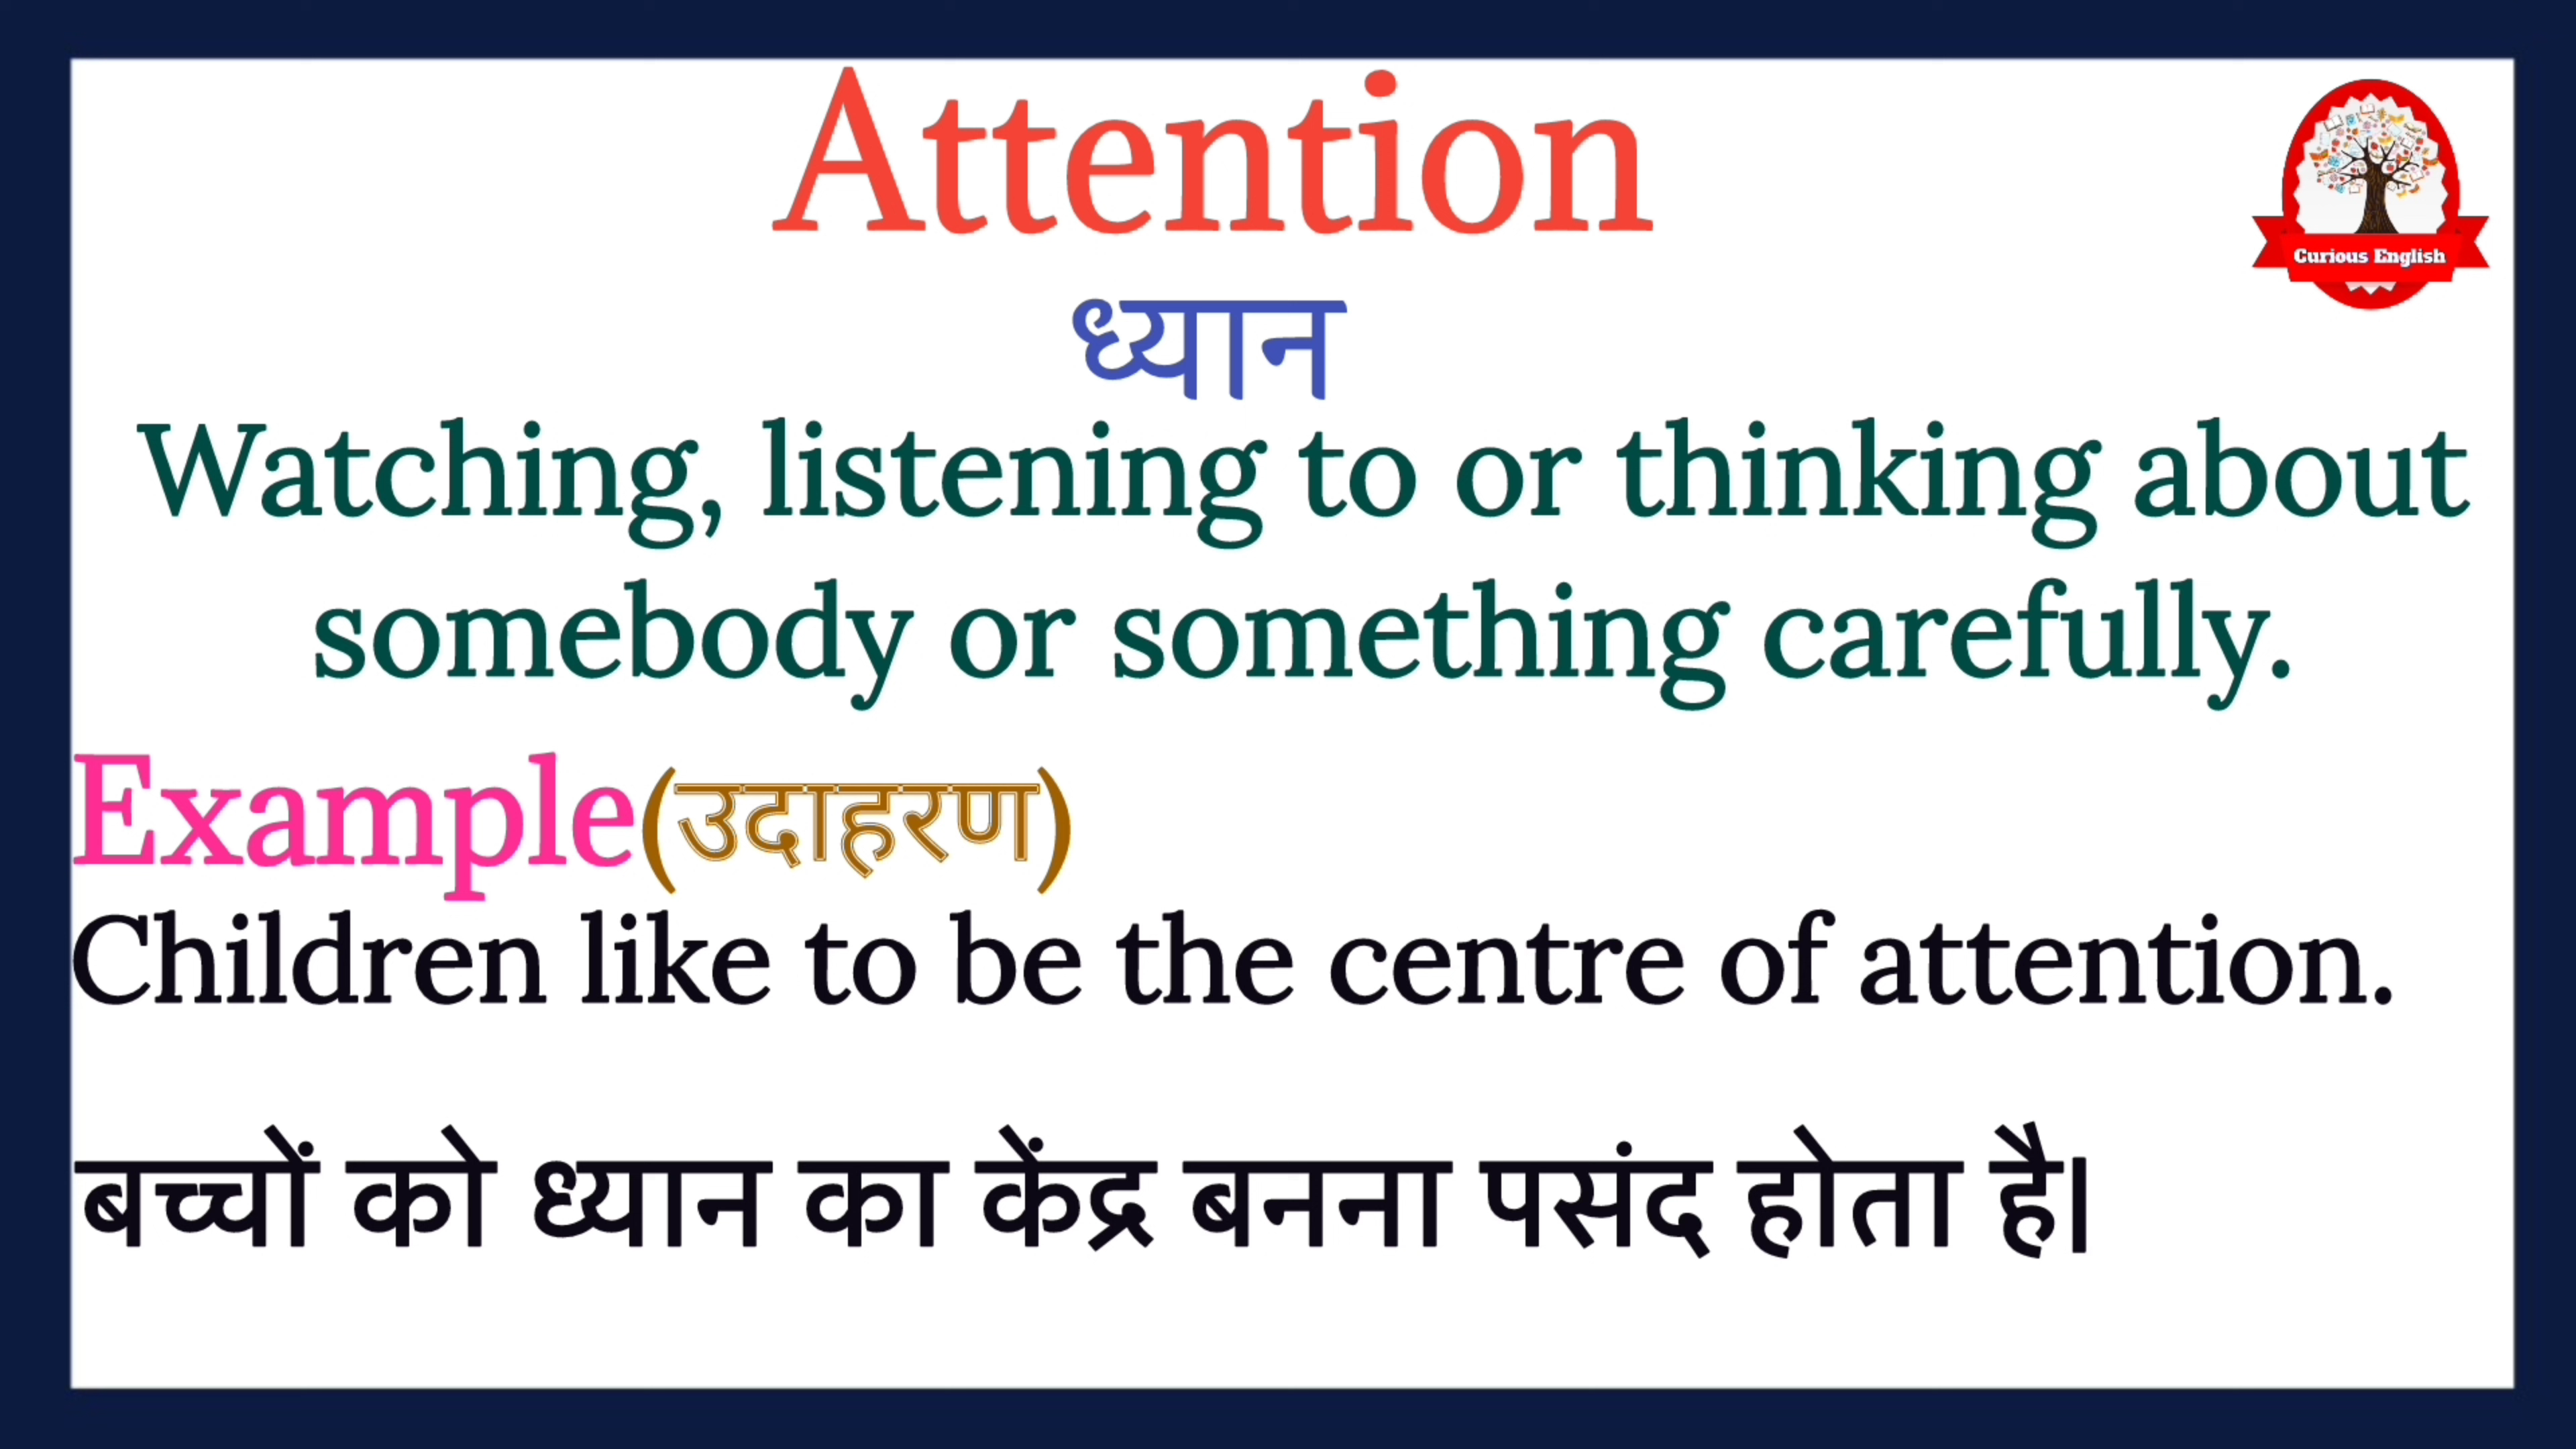 Attention
Curious English
ध्यान
Watching, listening to or thinking about
somebody or something carefully.
Example(उदाहरण)
Children like to be the centre of attention.
बच्चों को ध्यान का केंद्र बनना पसंद होता है।